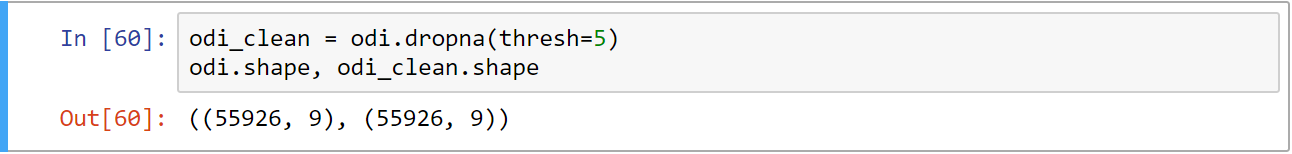 In [60]: odi_clean = odi.dropna(thresh=5)
odi.shape, odi_clean.shape
Out[60]: ((55926, 9), (55926, 9))